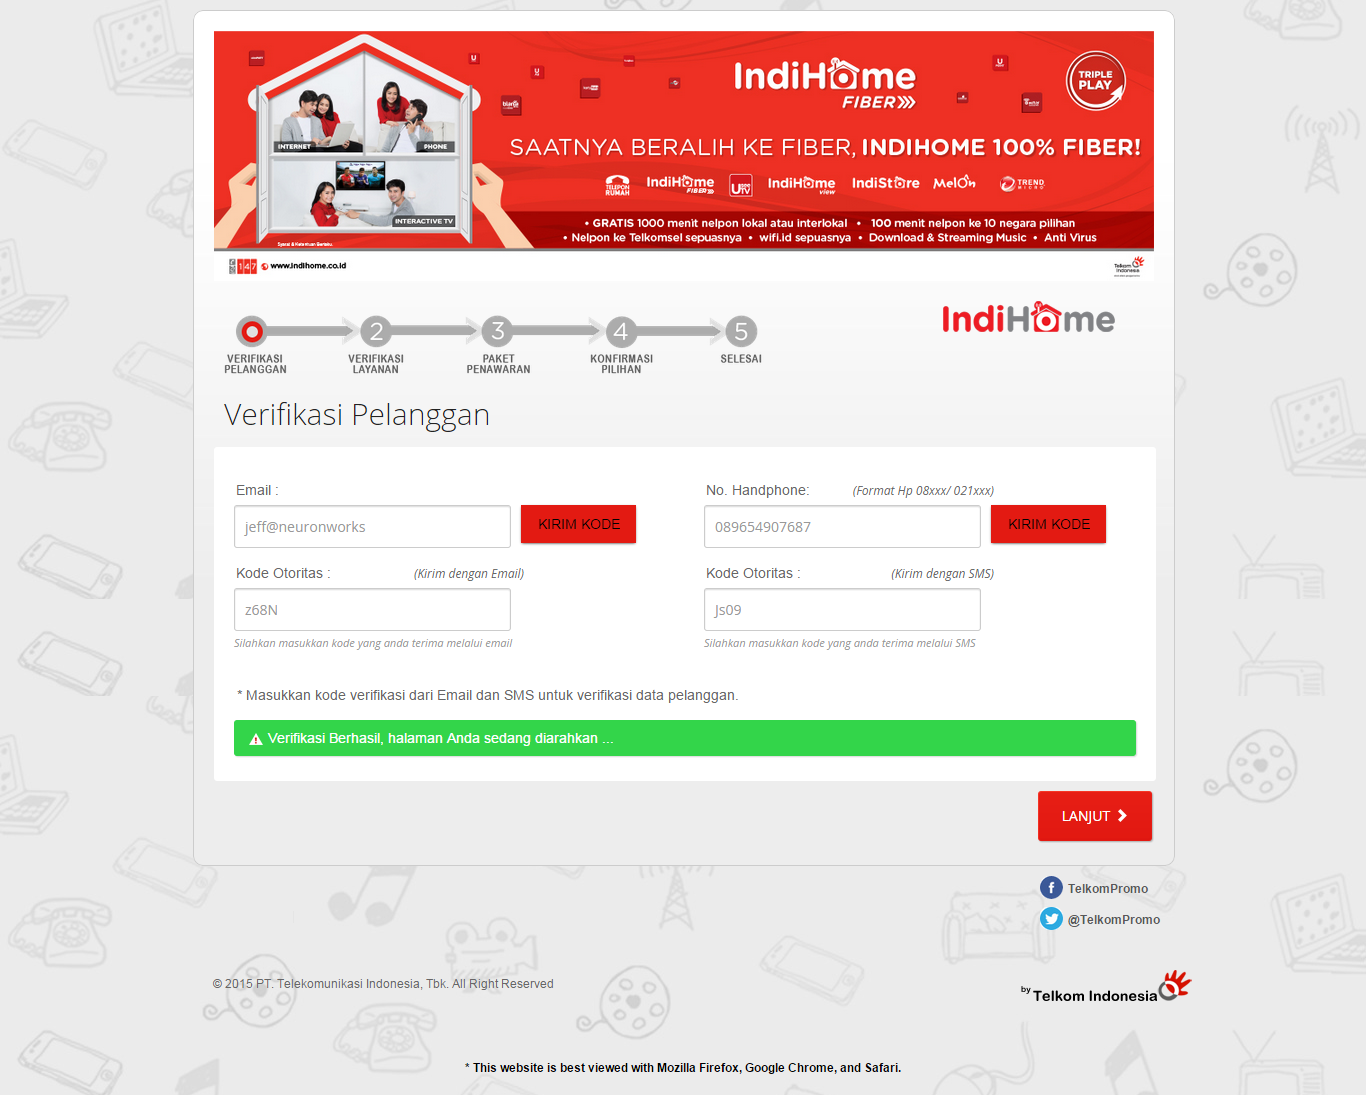 IndiHome
FIBER
TRIPLE
PLAY
SAATNYA BERALIH KE FIBER, INDIHOME 100% FIBER!
INTERNET
PHONE
INTERACTIVE TV
TELEPON
RUMAH
IndiHome
FIBER
UseeTV
IndiHome
view
IndiStore
MelOn
TREND
MICRO
• GRATIS 1000 menit nelpon lokal atau interlokal • 100 menit nelpon ke 10 negara pilihan
• Nelpon ke Telkomsel sepuasnya • wifi.id sepuasnya • Download & Streaming Music • Anti Virus
Syarat & Ketentuan Berlaku
147 www.indihome.co.id
Telkom
Indonesia
2 3 4 5
VERIFIKASI
PELANGGAN
VERIFIKASI
LAYANAN
PAKET
PENAWARAN
KONFIRMASI
PILIHAN
SELESAI
IndiHome
Verifikasi Pelanggan
Email :
No. Handphone: (Format Hp 08xxx/ 021xxx)
jeff@neuronworks
KIRIM KODE
089654907687
KIRIM KODE
Kode Otoritas : (Kirim dengan Email)
Kode Otoritas : (Kirim dengan SMS)
z68N
Js09
Silahkan masukkan kode yang anda terima melalui email
Silahkan masukkan kode yang anda terima melalui SMS
* Masukkan kode verifikasi dari Email dan SMS untuk verifikasi data pelanggan.
Verifikasi Berhasil, halaman Anda sedang diarahkan ...
LANJUT
TelkomPromo
@TelkomPromo
© 2015 PT. Telekomunikasi Indonesia, Tbk. All Right Reserved
by Telkom Indonesia
* This website is best viewed with Mozilla Firefox, Google Chrome, and Safari.